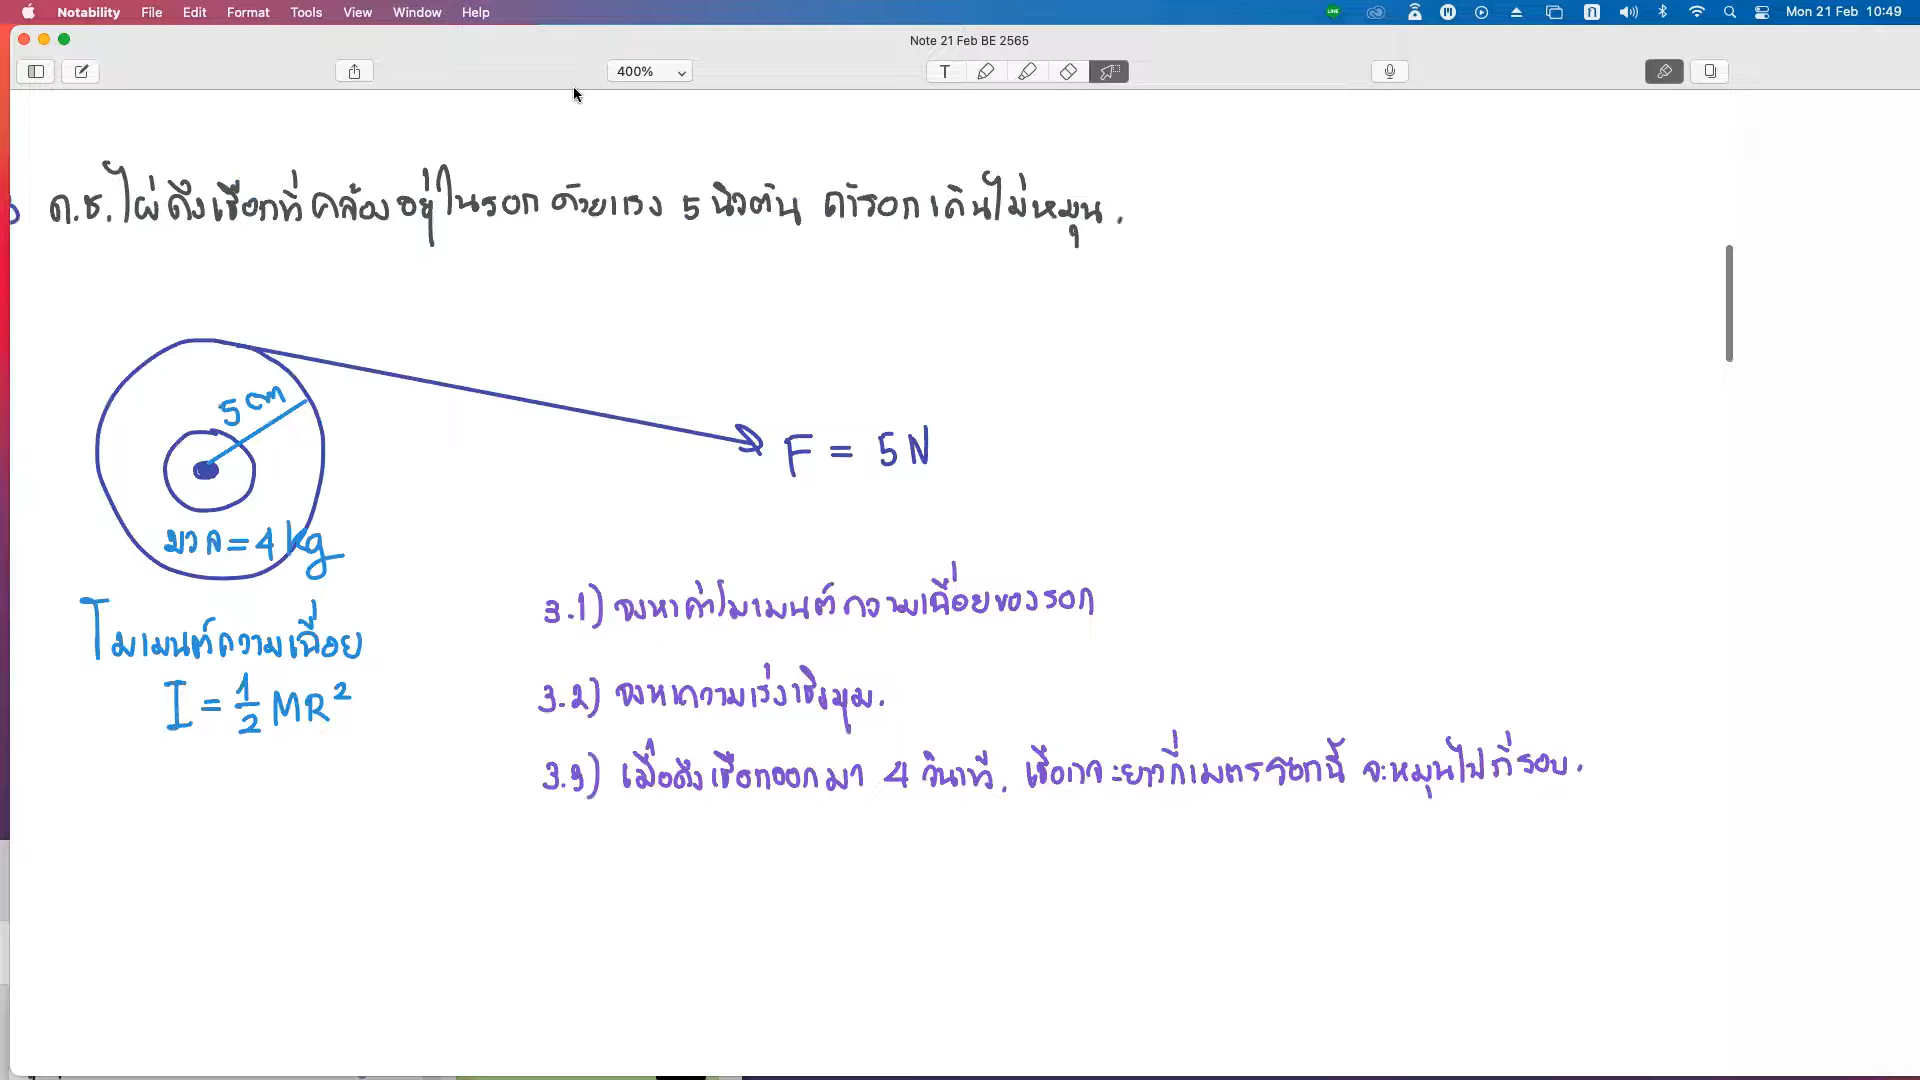 Notability File Edit Format Tools View Window Help Mon 21 Feb 10:49
Note 21 Feb BE 2565
400%
ด.ช.ไผ่ดึงเชือกที่คล้องอยู่ในรอกด้วยแรง 5 นิวตัน ถ้ารอกเดิมไม่หมุน.
5 cm
F = 5 N
มวล = 4 kg
โมเมนต์ความเฉื่อย
I = 1/2 MR²
3.1) จงหาค่าโมเมนต์ความเฉื่อยของรอก
3.2) จงหาความเร่งเชิงมุม.
3.3) เมื่อดึงเชือกออกมา 4 วินาที. เชือกจะยาวกี่เมตร รอกนี้ จะหมุนไปกี่รอบ.